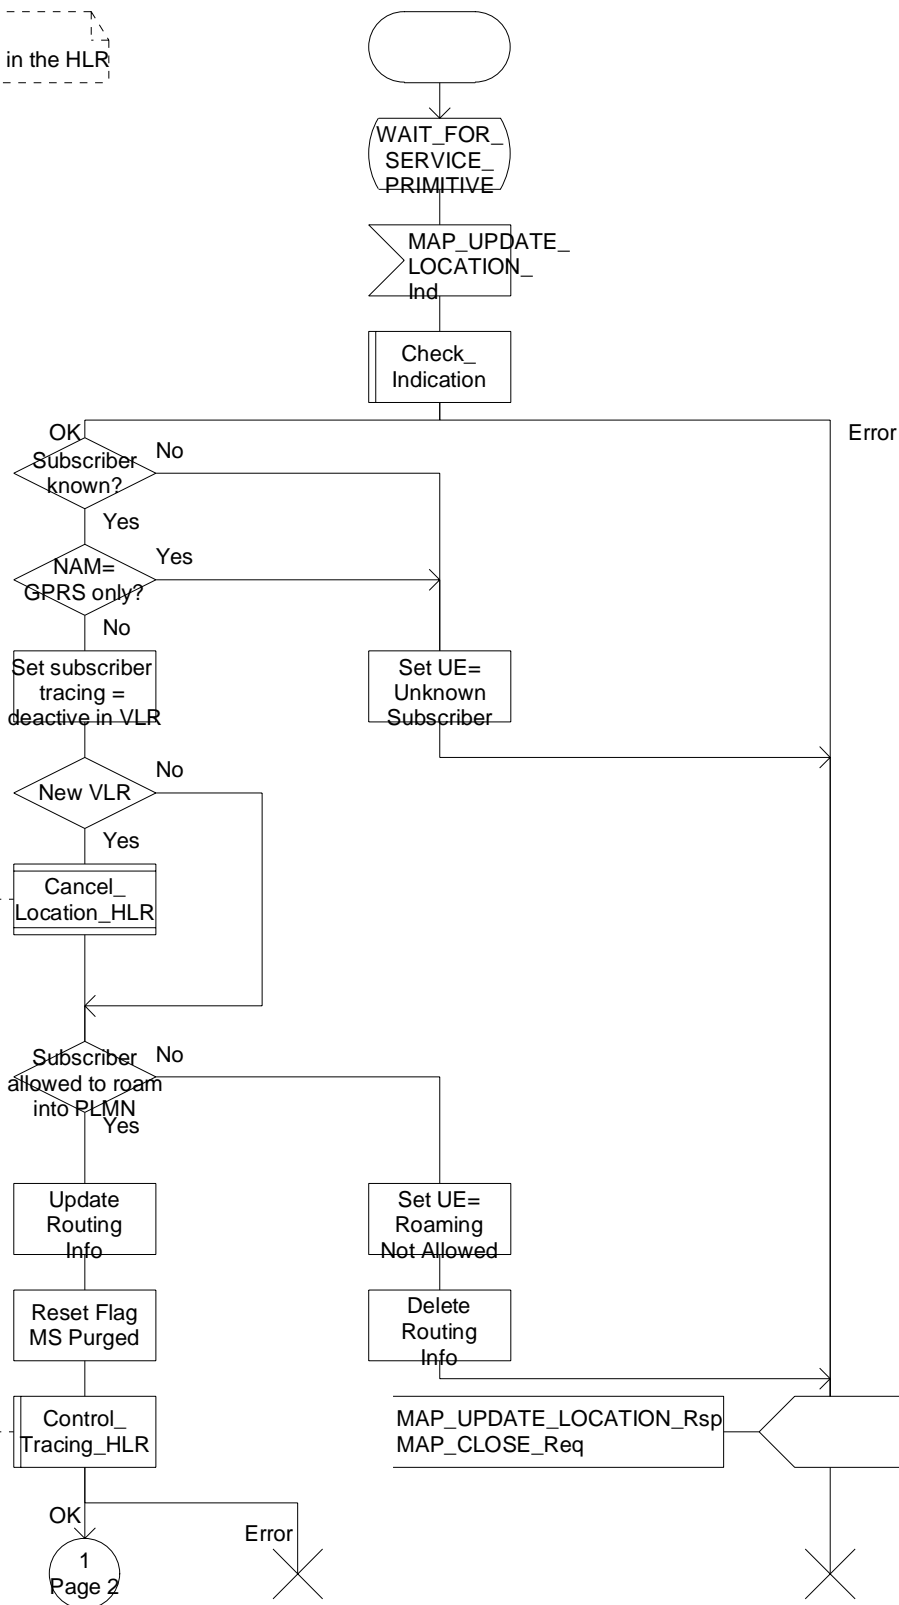 in the HLR
WAIT_FOR_
SERVICE_
PRIMITIVE
MAP_UPDATE_
LOCATION_
Ind
Check_
Indication
OK
Error
Subscriber
known?
No
Yes
NAM=
GPRS only?
Yes
No
Set subscriber
tracing =
deactive in VLR
Set UE=
Unknown
Subscriber
New VLR
No
Yes
Cancel_
Location_HLR
Subscriber
allowed to roam
into PLMN
No
Yes
Update
Routing
Info
Set UE=
Roaming
Not Allowed
Reset Flag
MS Purged
Delete
Routing
Info
Control_
Tracing_HLR
MAP_UPDATE_LOCATION_Rsp
MAP_CLOSE_Req
OK
Error
1
Page 2